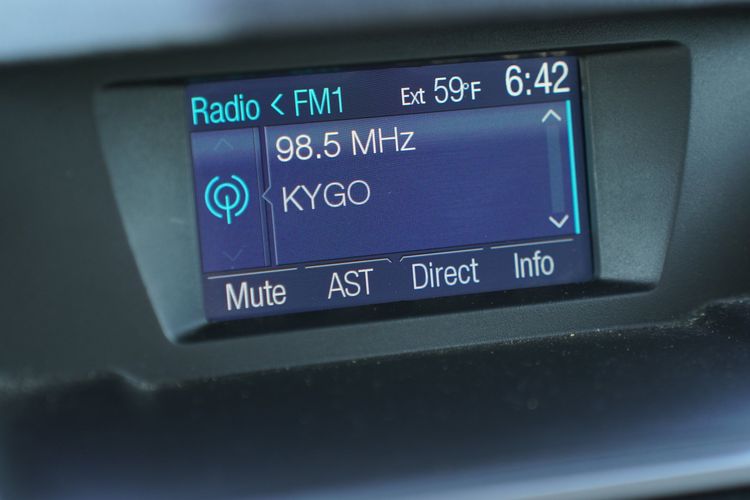 Radio < FM1 Ext 59°F 6:42
98.5 MHz
KYGO
Mute AST Direct Info